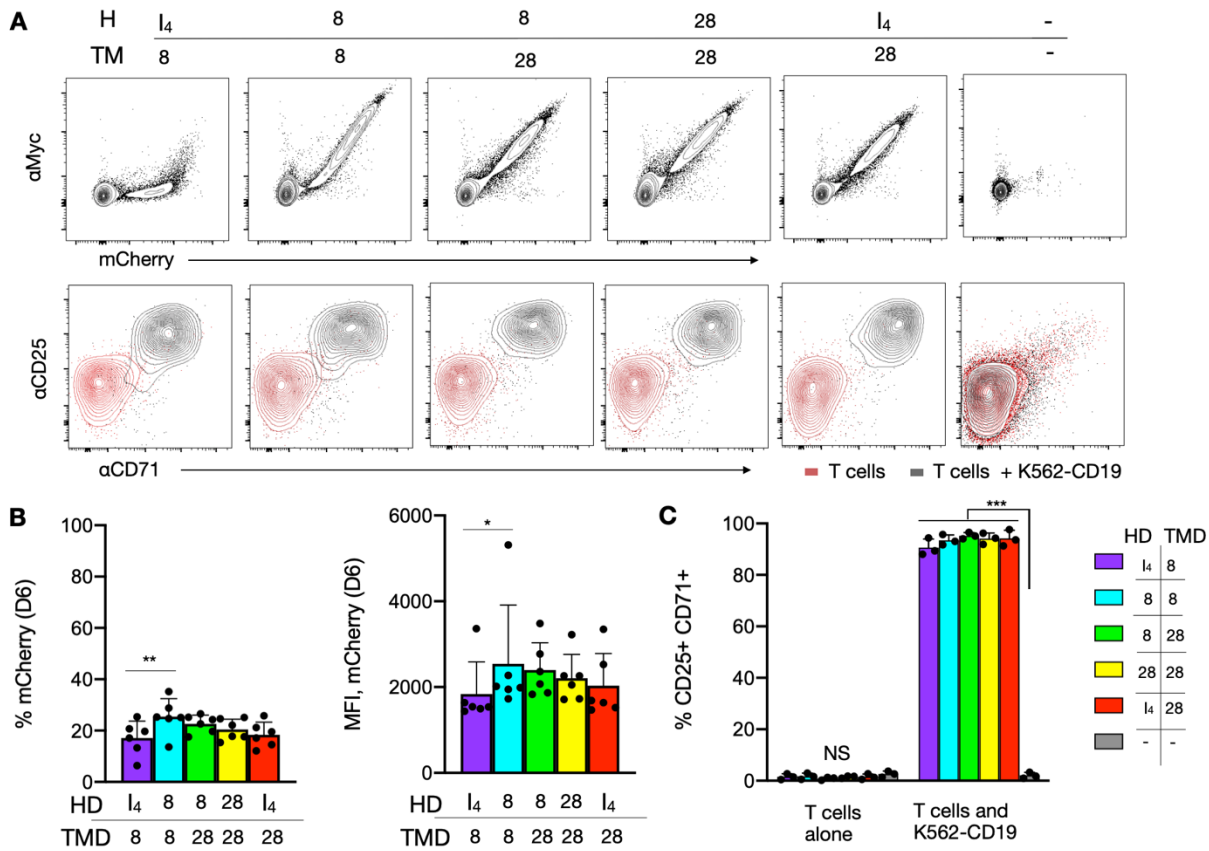 A
H I₄ 8 8 28 I₄ -
TM 8 8 28 28 28 -
αMyc
mCherry
αCD25
αCD71
T cells T cells + K562-CD19
B
% mCherry (D6)
100
80
60
40
20
0
**
HD I₄ 8 8 28 I₄
TMD 8 8 28 28 28
MFI, mCherry (D6)
6000
4000
2000
0
*
HD I₄ 8 8 28 I₄
TMD 8 8 28 28 28
C
% CD25+ CD71+
100
80
60
40
20
0
***
NS
T cells alone
T cells and K562-CD19
HD TMD
I₄ 8
8 8
8 28
28 28
I₄ 28
- -